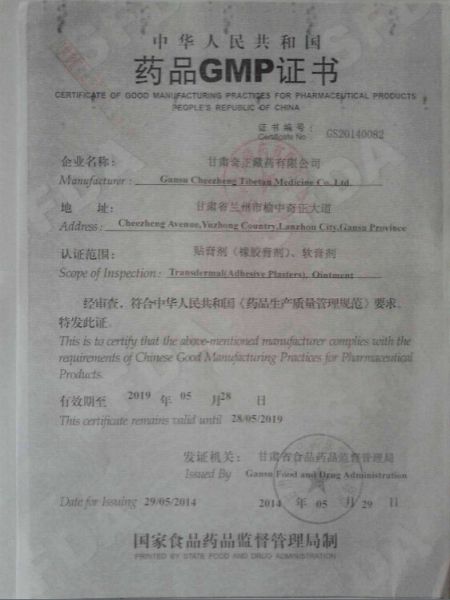 中华人民共和国
药品GMP证书
CERTIFICATE OF GOOD MANUFACTURING PRACTICES FOR PHARMACEUTICAL PRODUCTS
PEOPLE'S REPUBLIC OF CHINA
证书编号:
Certificate No
GS20140082
企业名称: 甘肃奇正藏药有限公司
Manufacturer : Gansu Cheezheng Tibetan Medicine Co.,Ltd.
地 址: 甘肃省兰州市榆中奇正大道
Address : Cheezheng Avenue,Yuzhong Country,Lanzhou City,Gansu Province
认证范围: 贴膏剂(橡胶膏剂)、软膏剂
Scope of Inspection : Transdermal(Adhesive Plasters), Ointment
经审查,符合中华人民共和国《药品生产质量管理规范》要求,
特发此证。
This is to certify that the above-mentioned manufacturer complies with the
requirements of Chinese Good Manufacturing Practices for Pharmaceutical
Products.
有效期至 2019 年 05 月28 日
This certificate remains valid until 28/05/2019
发证机关: 甘肃省食品药品监督管理局
Issued By Gansu Food and Drug Administration
Date for Issuing 29/05/2014 2014 年 05 月 29 日
国家食品药品监督管理局制
PRINTED BY STATE FOOD AND DRUG ADMINISTRATION